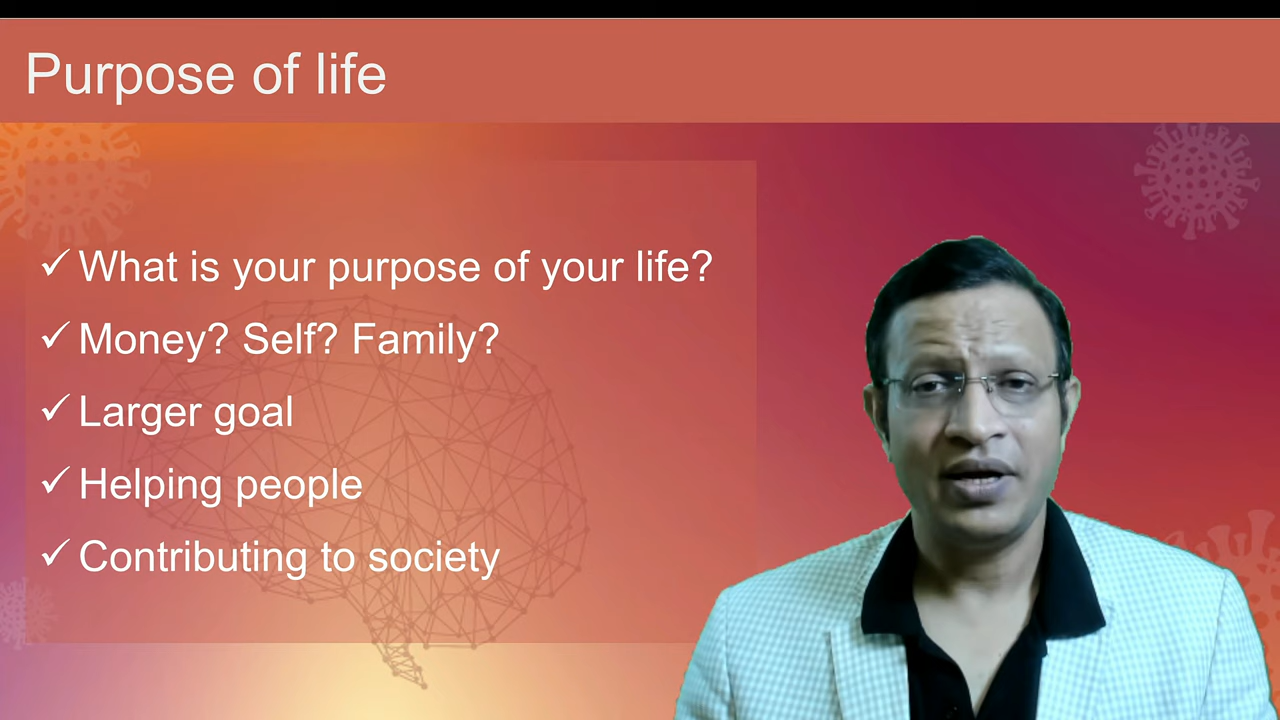 Purpose of life
✓ What is your purpose of your life?
✓ Money? Self? Family?
✓ Larger goal
✓ Helping people
✓ Contributing to society